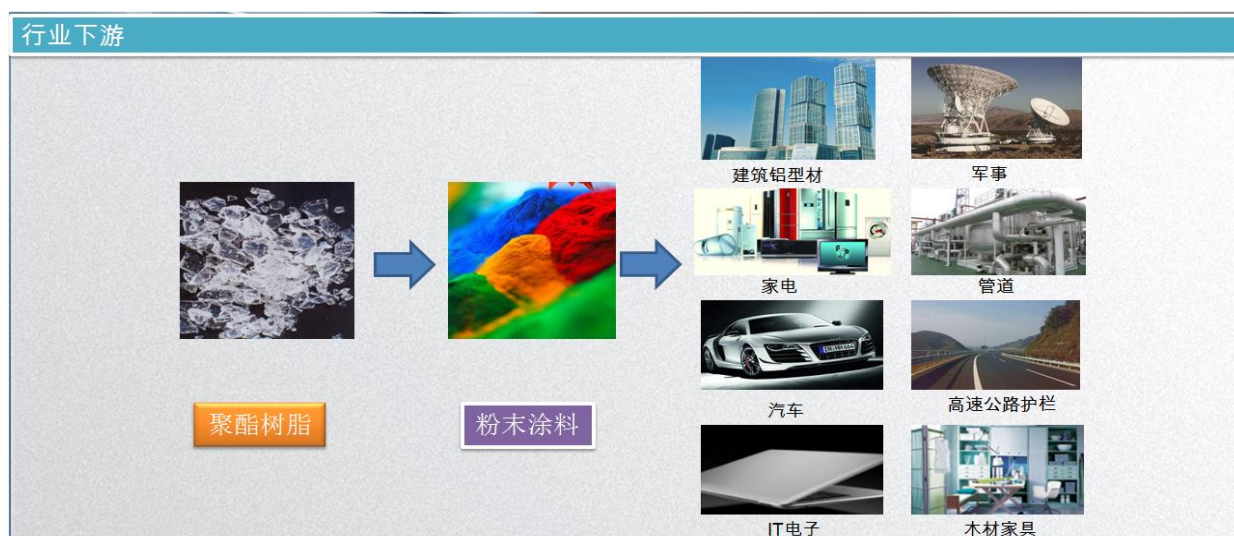 行业下游
建筑铝型材
军事
家电
管道
汽车
高速公路护栏
聚酯树脂
粉末涂料
IT电子
木材家具